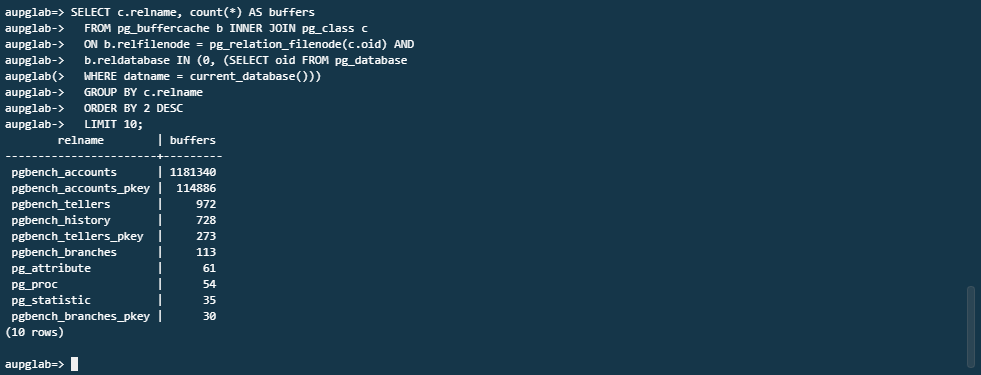 aupglab=> SELECT c.relname, count(*) AS buffers
aupglab->   FROM pg_buffercache b INNER JOIN pg_class c
aupglab->   ON b.relfilenode = pg_relation_filenode(c.oid) AND
aupglab->   b.reldatabase IN (0, (SELECT oid FROM pg_database
aupglab(>   WHERE datname = current_database()))
aupglab->   GROUP BY c.relname
aupglab->   ORDER BY 2 DESC
aupglab->   LIMIT 10;
        relname        | buffers
-----------------------+---------
 pgbench_accounts      | 1181340
 pgbench_accounts_pkey |  114886
 pgbench_tellers       |     972
 pgbench_history       |     728
 pgbench_tellers_pkey  |     273
 pgbench_branches      |     113
 pg_attribute          |      61
 pg_proc               |      54
 pg_statistic          |      35
 pgbench_branches_pkey |      30
(10 rows)
aupglab=>